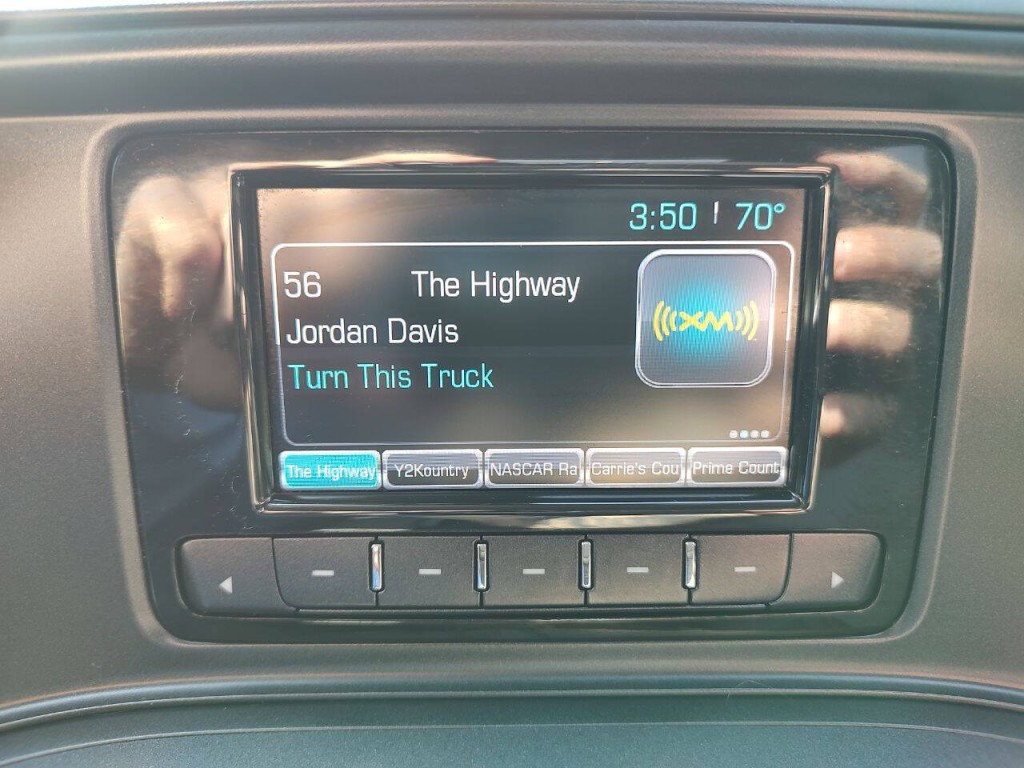 3:50 70°
56 The Highway
Jordan Davis
((XM))
Turn This Truck
The Highway Y2Kountry NASCAR Ra Carrie's Cou Prime Count